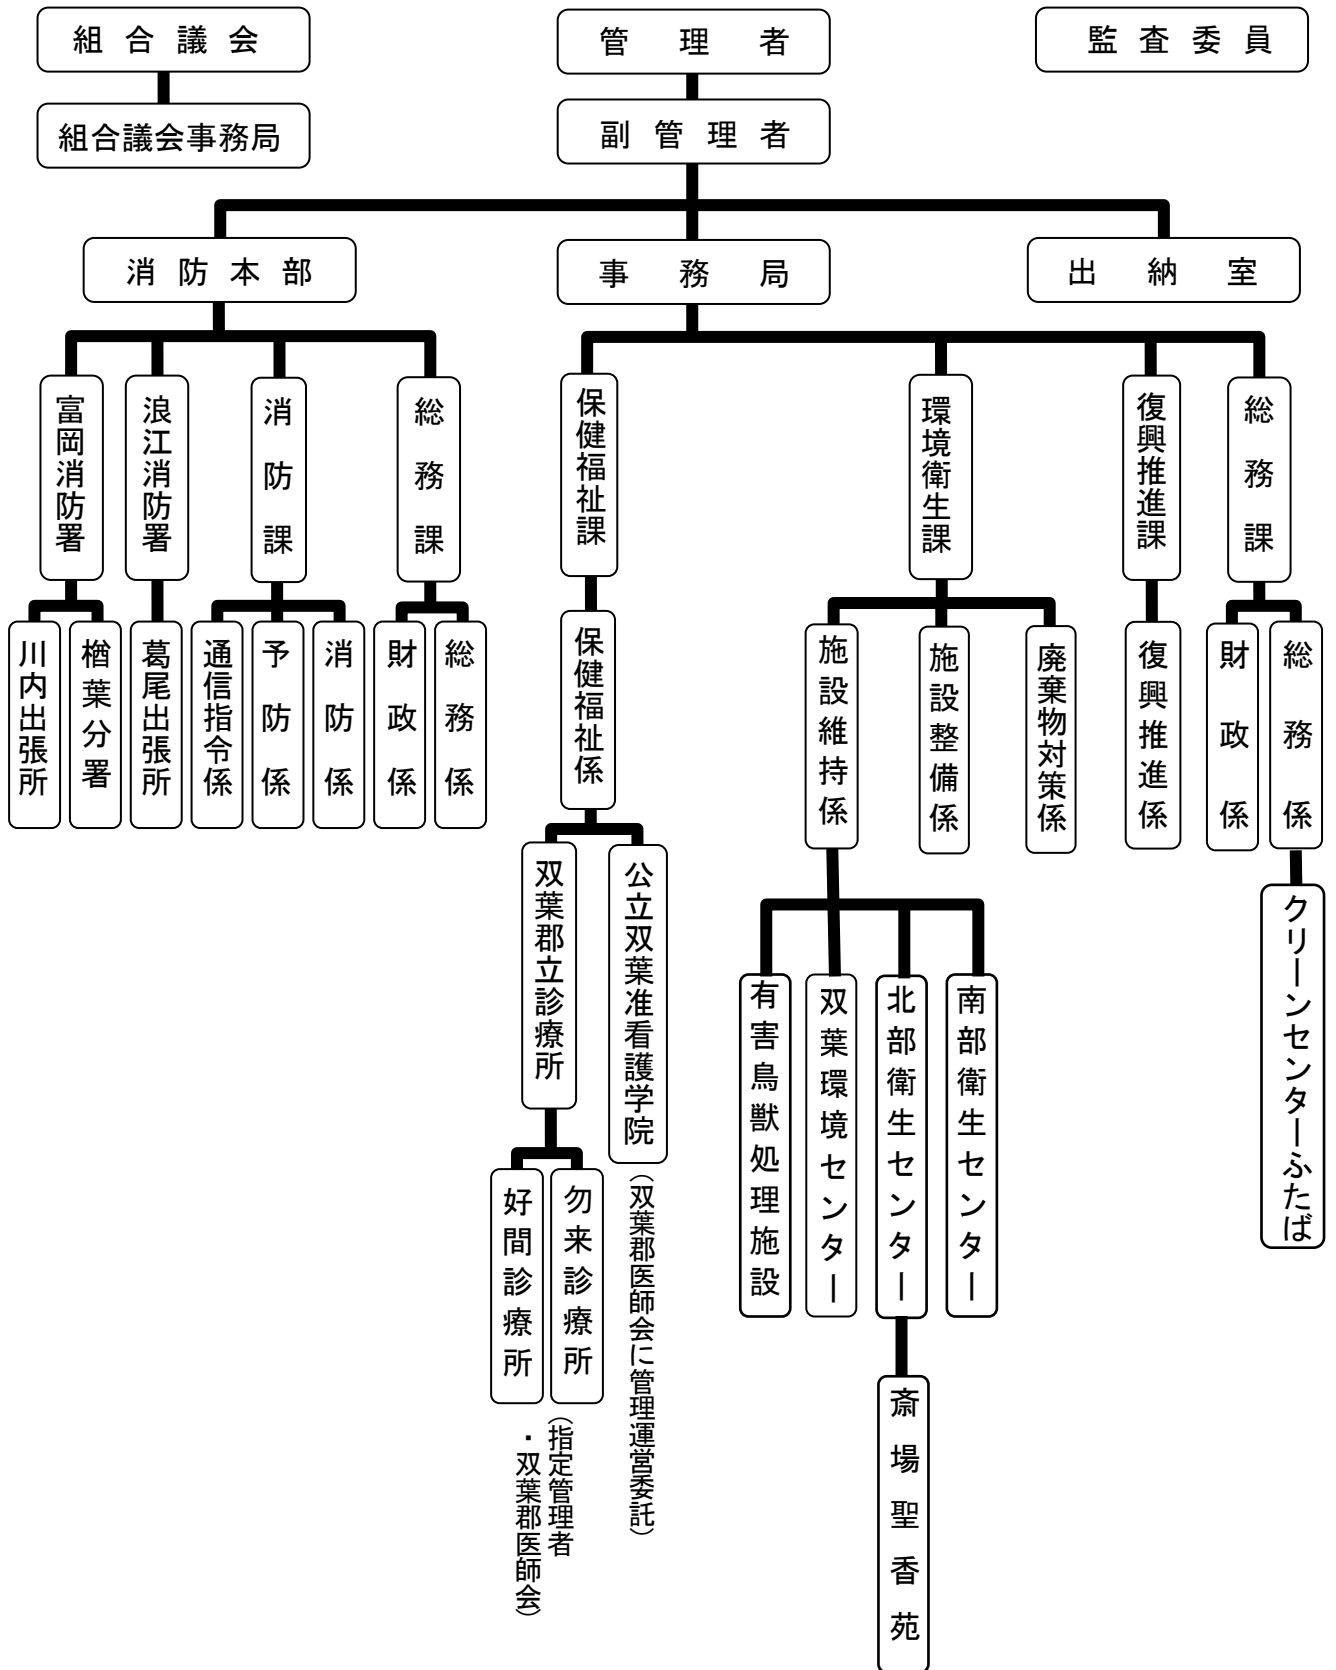 組合議会
管理者
監査委員
組合議会事務局
副管理者
消防本部
事務局
出納室
富岡消防署
浪江消防署
消防課
総務課
保健福祉課
環境衛生課
復興推進課
総務課
川内出張所
楢葉分署
葛尾出張所
通信指令係
予防係
消防係
財政係
総務係
保健福祉係
施設維持係
施設整備係
廃棄物対策係
復興推進係
財政係
総務係
双葉郡立診療所
公立双葉准看護学院
(双葉郡医師会に管理運営委託)
クリーンセンターふたば
有害鳥獣処理施設
双葉環境センター
北部衛生センター
南部衛生センター
好間診療所
勿来診療所
(指定管理者
・双葉郡医師会)
斎場聖香苑